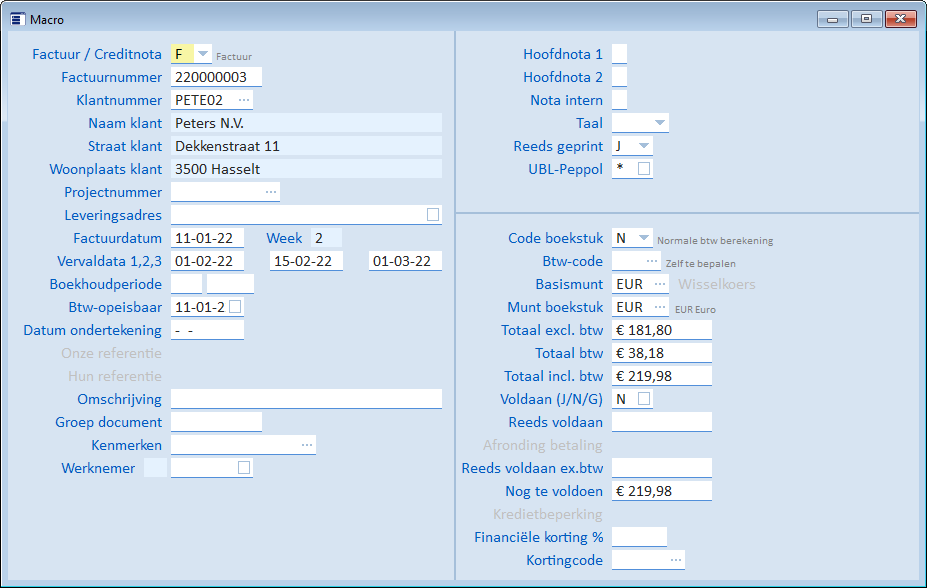 Macro
Factuur / Creditnota F Factuur
Factuurnummer 220000003
Klantnummer PETE02 ...
Naam klant Peters N.V.
Straat klant Dekkenstraat 11
Woonplaats klant 3500 Hasselt
Projectnummer ...
Leveringsadres
Factuurdatum 11-01-22 Week 2
Vervaldata 1,2,3 01-02-22 15-02-22 01-03-22
Boekhoudperiode
Btw-opeisbaar 11-01-2
Datum ondertekening - -
Onze referentie
Hun referentie
Omschrijving
Groep document
Kenmerken ...
Werknemer
Hoofdnota 1
Hoofdnota 2
Nota intern
Taal
Reeds geprint J
UBL-Peppol *
Code boekstuk N Normale btw berekening
Btw-code ... Zelf te bepalen
Basismunt EUR ... Wisselkoers
Munt boekstuk EUR ... EUR Euro
Totaal excl. btw € 181,80
Totaal btw € 38,18
Totaal incl. btw € 219,98
Voldaan (J/N/G) N
Reeds voldaan
Afronding betaling
Reeds voldaan ex.btw
Nog te voldoen € 219,98
Kredietbeperking
Financiële korting %
Kortingcode ...